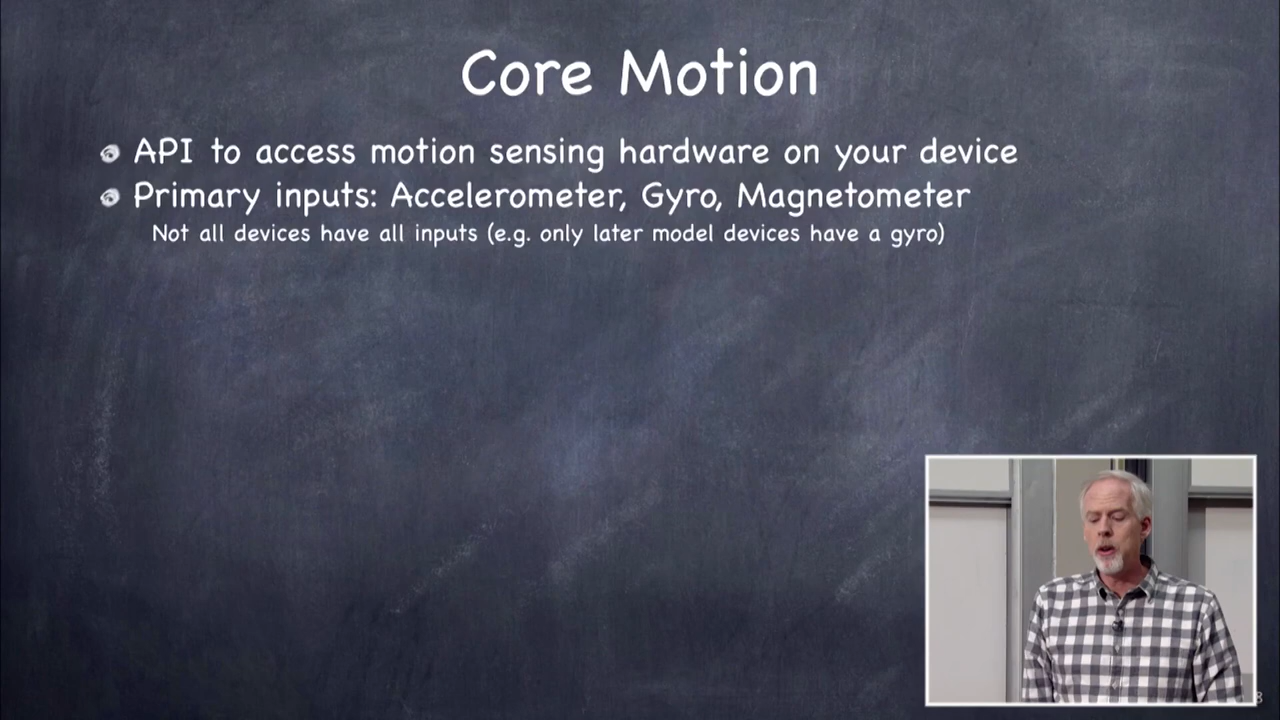 Core Motion
API to access motion sensing hardware on your device
Primary inputs: Accelerometer, Gyro, Magnetometer
Not all devices have all inputs (e.g. only later model devices have a gyro)
8